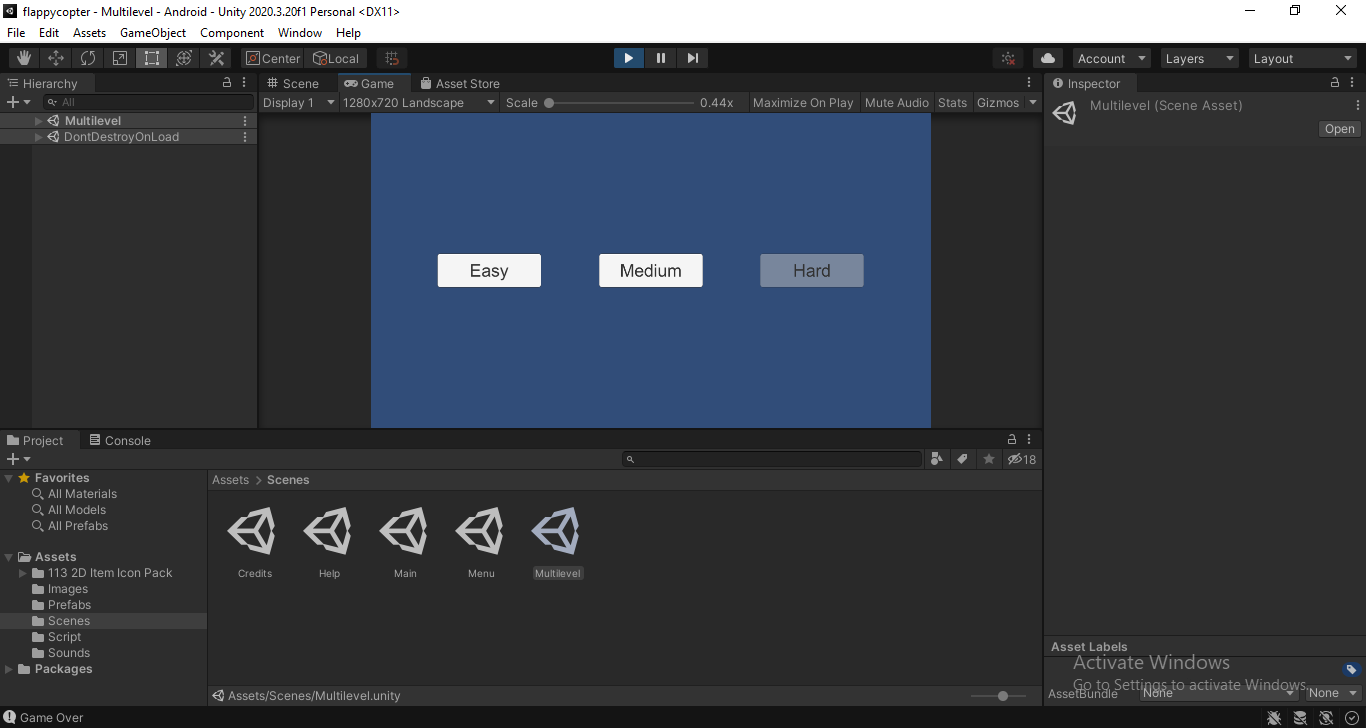 flappycopter - Multilevel - Android - Unity 2020.3.20f1 Personal <DX11>
File Edit Assets GameObject Component Window Help
Center Local Account Layers Layout
Hierarchy Scene Game Asset Store Inspector
All Display 1 1280x720 Landscape Scale 0.44x Maximize On Play Mute Audio Stats Gizmos
Multilevel (Scene Asset)
Open
Multilevel
DontDestroyOnLoad
Easy Medium Hard
Project Console
18
Favorites
All Materials
All Models
All Prefabs
Assets
113 2D Item Icon Pack
Images
Prefabs
Scenes
Script
Sounds
Packages
Assets > Scenes
Credits Help Main Menu Multilevel
Assets/Scenes/Multilevel.unity
Asset Labels
Activate Windows
Go to Settings to activate Windows.
AssetBundle None None
Game Over